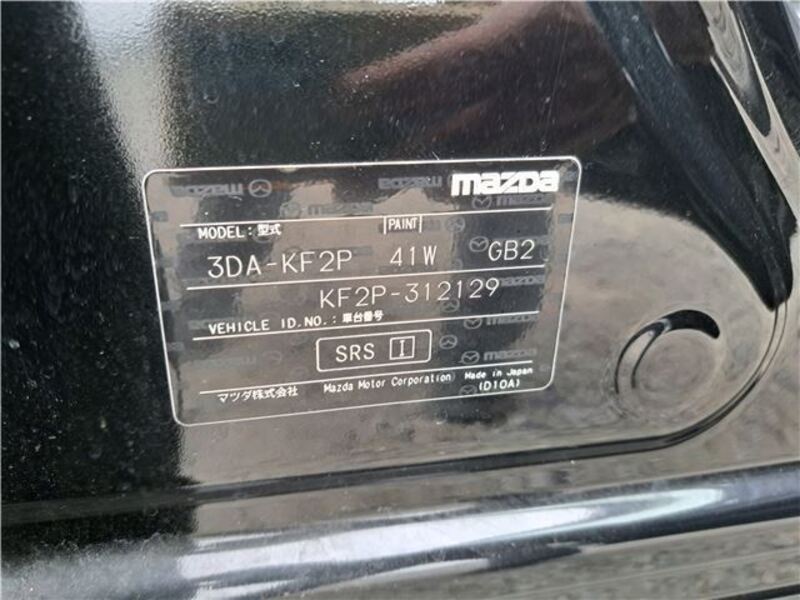 mazda
MODEL:型式 PAINT
3DA-KF2P 41W GB2
KF2P-312129
VEHICLE ID.NO.:車台番号
SRS I
マツダ株式会社 Mazda Motor Corporation Made in Japan
(D10A)